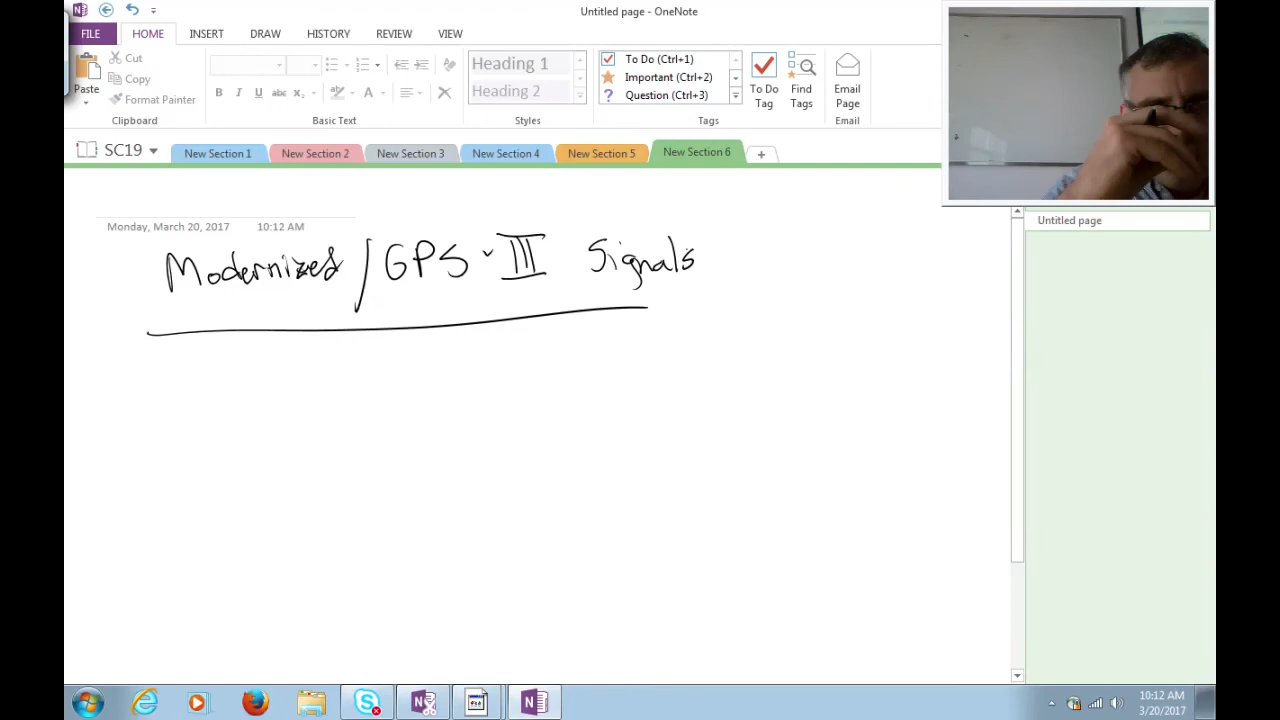 Untitled page - OneNote
FILE HOME INSERT DRAW HISTORY REVIEW VIEW
Paste
Cut
Copy
Format Painter
Clipboard
B I U abc X₂ A
Basic Text
Heading 1
Heading 2
Styles
To Do (Ctrl+1)
Important (Ctrl+2)
? Question (Ctrl+3)
Tags
To Do Tag
Find Tags
Email Page
Email
SC19 New Section 1 New Section 2 New Section 3 New Section 4 New Section 5 New Section 6 +
Untitled page
Monday, March 20, 2017 10:12 AM
Modernized / GPS-III Signals
10:12 AM
3/20/2017